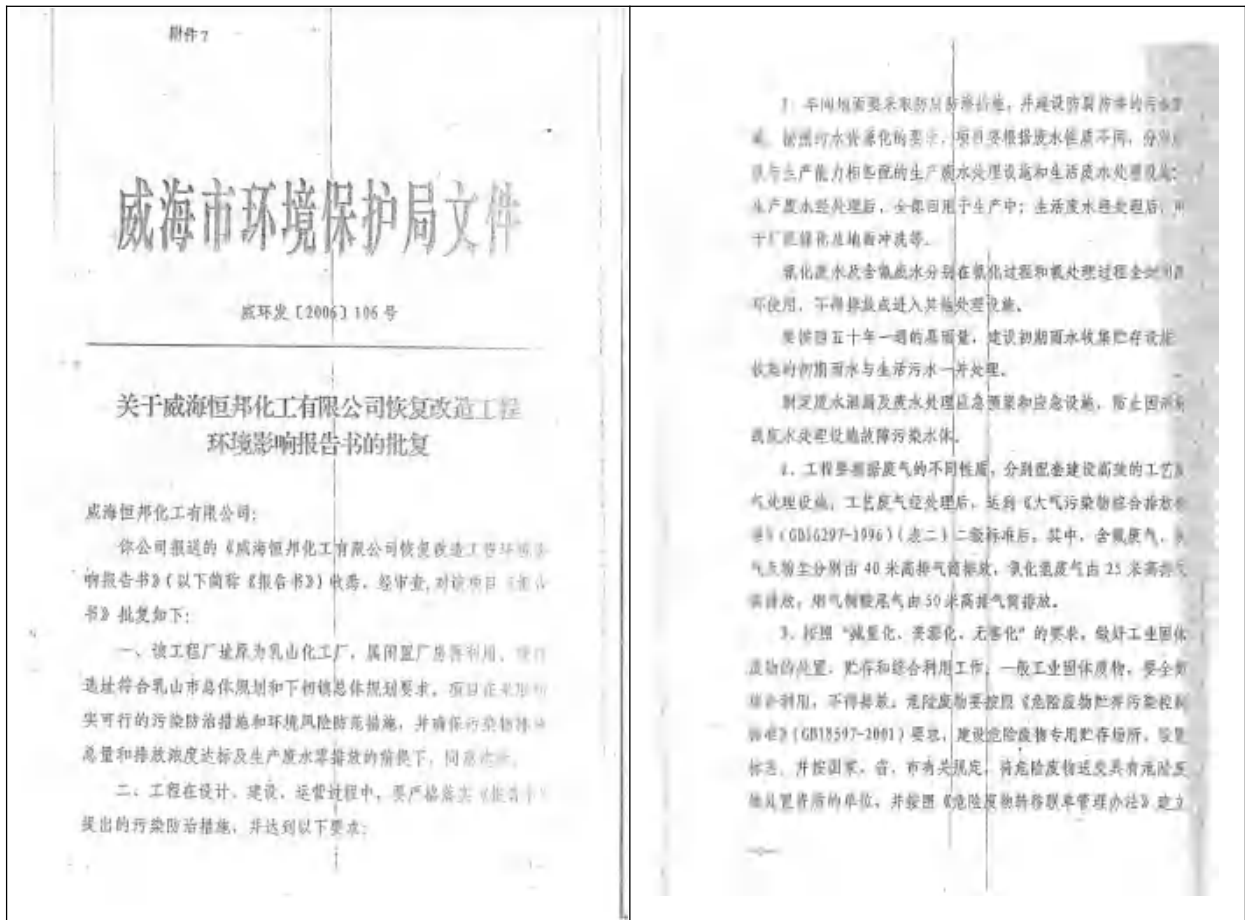 附件7
威海市环境保护局文件
威环发〔2006〕106号
关于威海恒邦化工有限公司恢复改造工程
环境影响报告书的批复
威海恒邦化工有限公司:
你公司报送的《威海恒邦化工有限公司恢复改造工程环境影
响报告书》(以下简称《报告书》)收悉。经审查,对该项目《报告
书》批复如下:
一、该工程厂址原为乳山化工厂,属闲置厂房再利用。
选址符合乳山市总体规划和下初镇总体规划要求。项目在采取
实可行的污染防治措施和环境风险防范措施,并确保污染物排放
总量和排放浓度达标及生产废水零排放的前提下,同意
二、工程在设计、建设、运营过程中,要严格落实《报告书》
提出的污染防治措施,并达到以下要求:
1、车间地面要采取防腐防渗措施,并建设防腐防渗的污水
按照污水资源化的要求,项目要根据废水性质不同,分别
设与生产能力相匹配的生产废水处理设施和生活废水处理设施;
生产废水经处理后,全部回用于生产中;生活废水经处理后,用
于厂区绿化及地面冲洗等。
氰化废水及含氰废水分别在氰化过程和氰处理过程全封闭循
环使用,不得排放或进入其他处理设施。
要按照五十年一遇的暴雨量,建设初期雨水收集贮存设施,
收集的初期雨水与生活污水一并处理。
制定废水泄漏及废水处理应急预案和应急设施,防止因泄漏
或废水处理设施故障污染水体。
2、工程要根据废气的不同性质,分别配套建设高效的工艺废
气处理设施,工艺废气经处理后,达到《大气污染物综合排放标
准》(GB16297-1996)(表二)二级标准后,其中,含氰废气、
气及粉尘分别由40米高排气筒排放,氯化氢废气由25米高排气
筒排放,烟气制酸尾气由50米高排气筒排放。
3、按照“减量化、资源化、无害化”的要求,做好工业固体
废物的处置、贮存和综合利用工作。一般工业固体废物,要全部
综合利用,不得排放。危险废物要按照《危险废物贮存污染控制
标准》(GB18597-2001)要求,建设危险废物专用贮存场所,设置
标志,并按国家、省、市有关规定,将危险废物送交具有危险废
物处置资质的单位,并按照《危险废物转移联单管理办法》建立